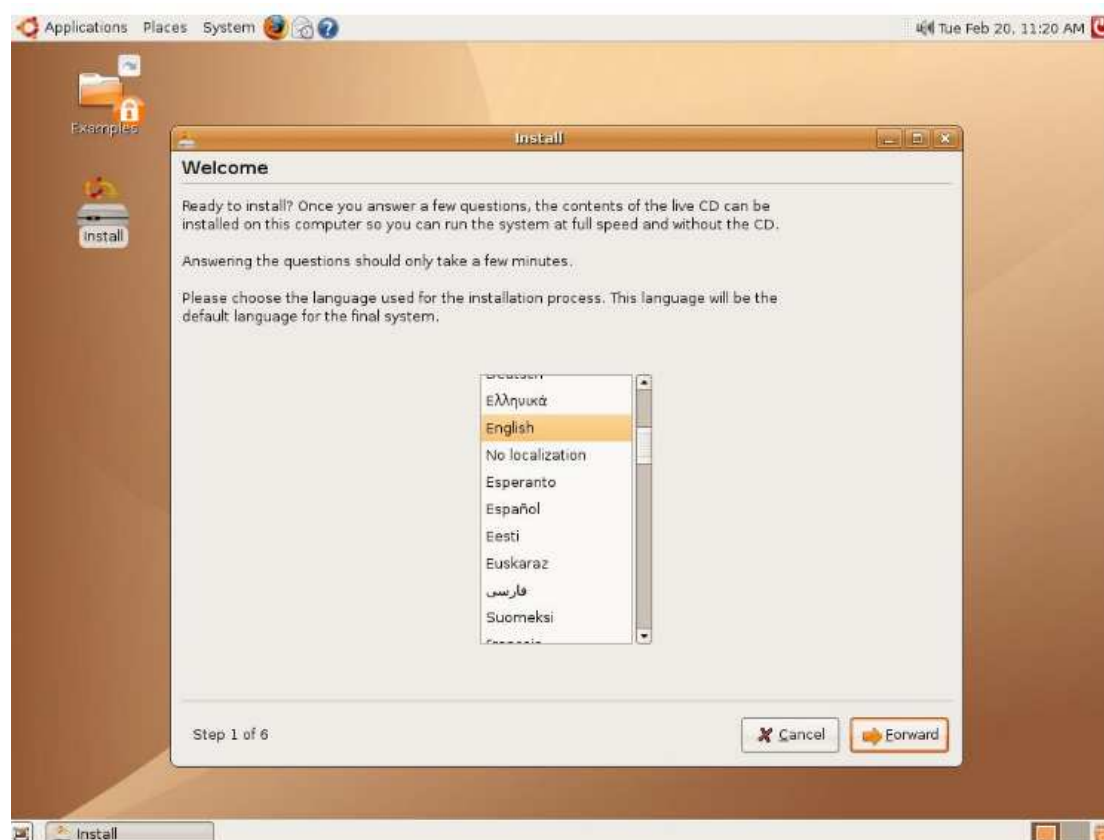 Applications Places System
Tue Feb 20, 11:20 AM
Examples
Install
Install
Welcome
Ready to install? Once you answer a few questions, the contents of the live CD can be
installed on this computer so you can run the system at full speed and without the CD.
Answering the questions should only take a few minutes.
Please choose the language used for the installation process. This language will be the
default language for the final system.
Deutsch
Ελληνικά
English
No localization
Esperanto
Español
Eesti
Euskaraz
فارسی
Suomeksi
Step 1 of 6
Cancel
Forward
Install